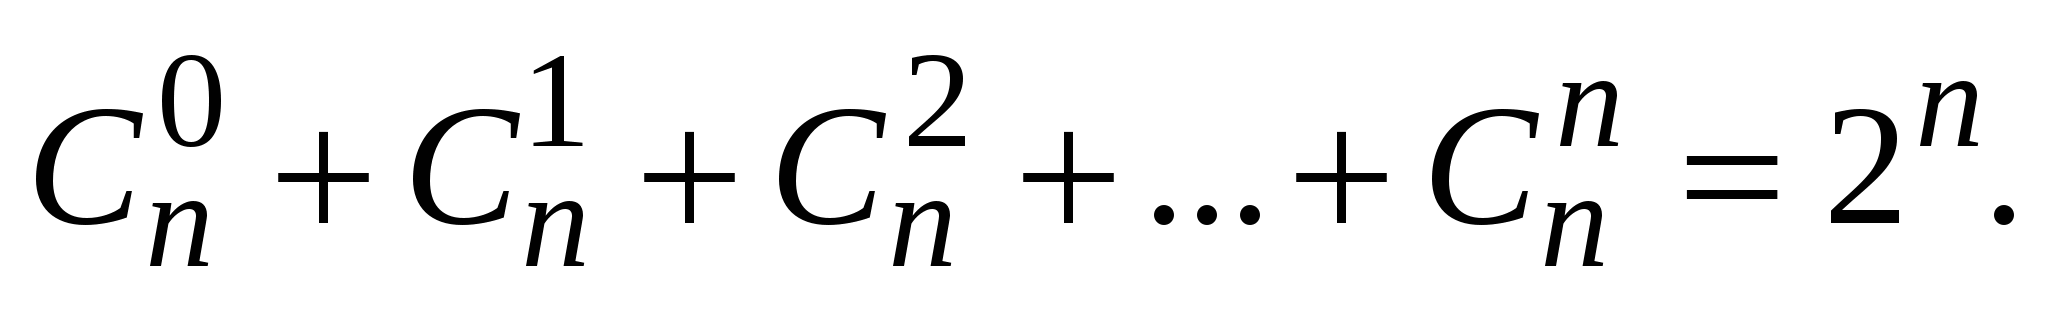 $C_n^0 + C_n^1 + C_n^2 + ... + C_n^n = 2^n.$